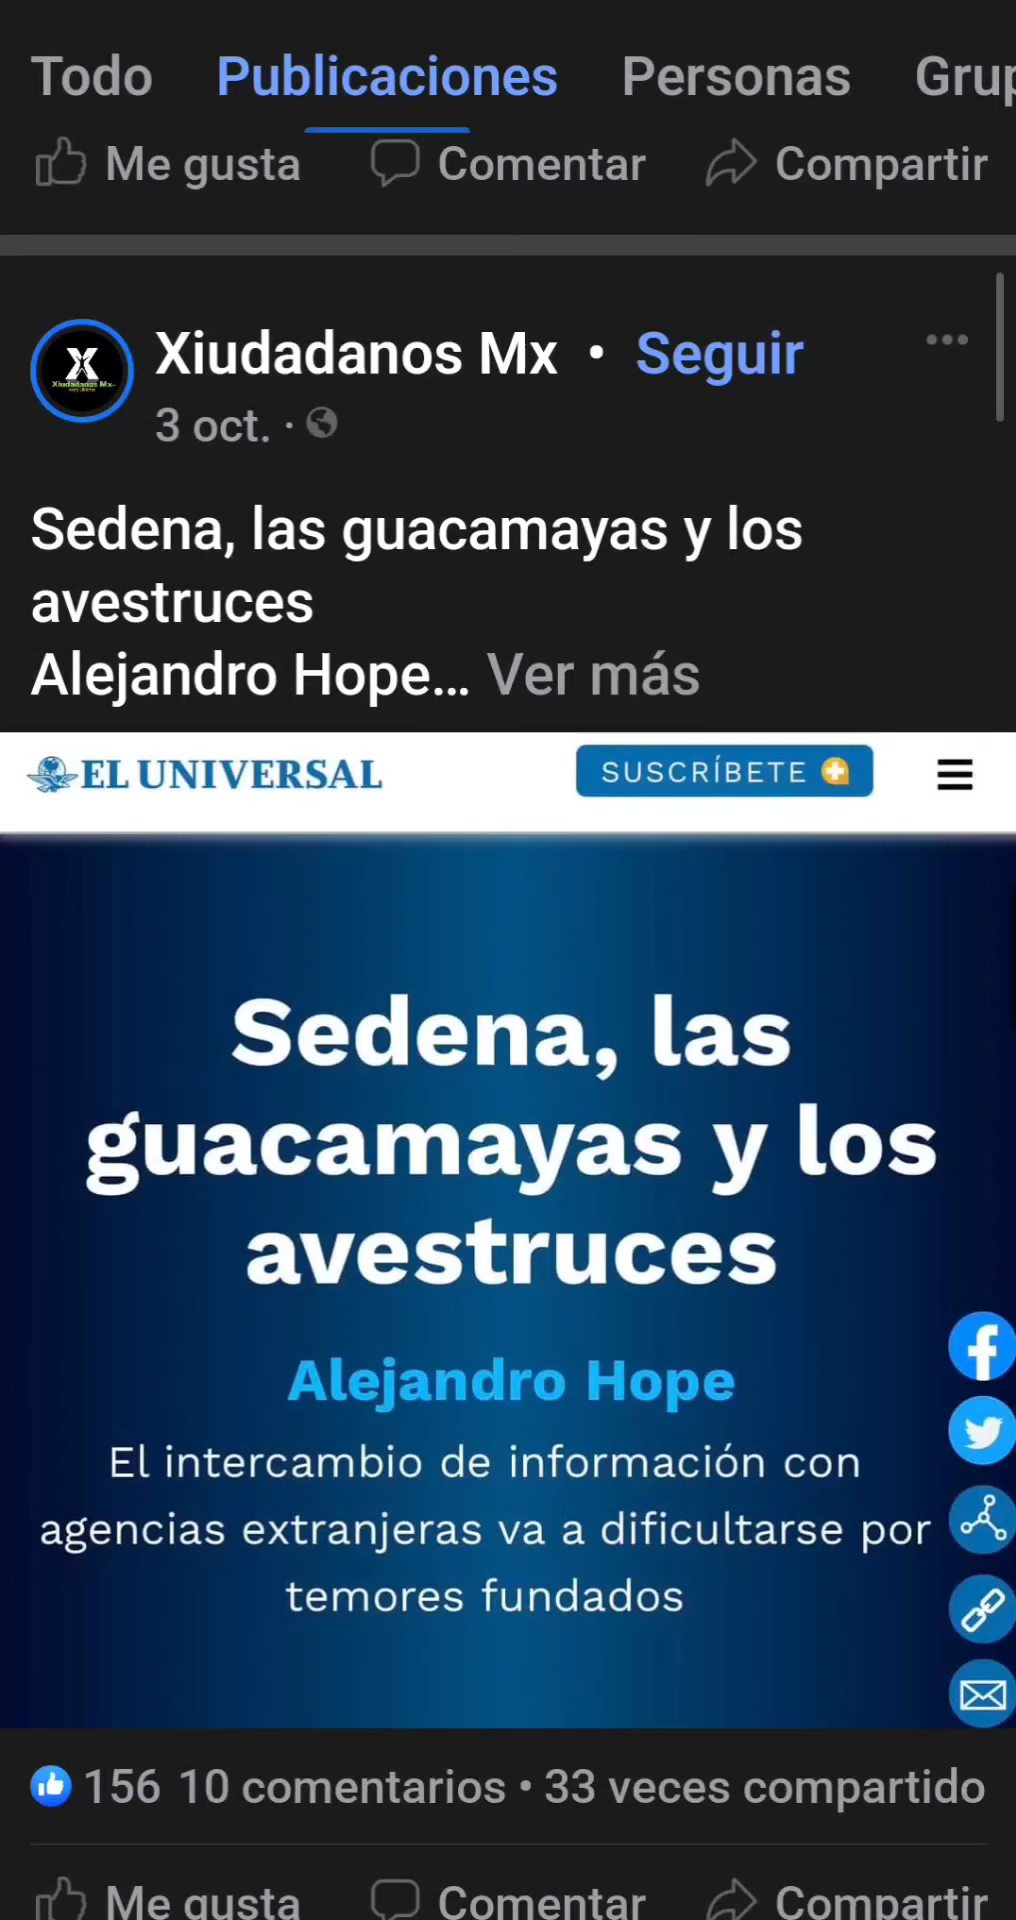 Todo Publicaciones Personas Grup
Me gusta Comentar Compartir
Xiudadanos Mx • Seguir
3 oct. ·
Sedena, las guacamayas y los
avestruces
Alejandro Hope... Ver más
EL UNIVERSAL SUSCRÍBETE
Sedena, las
guacamayas y los
avestruces
Alejandro Hope
El intercambio de información con
agencias extranjeras va a dificultarse por
temores fundados
156 10 comentarios • 33 veces compartido
Me gusta Comentar Compartir